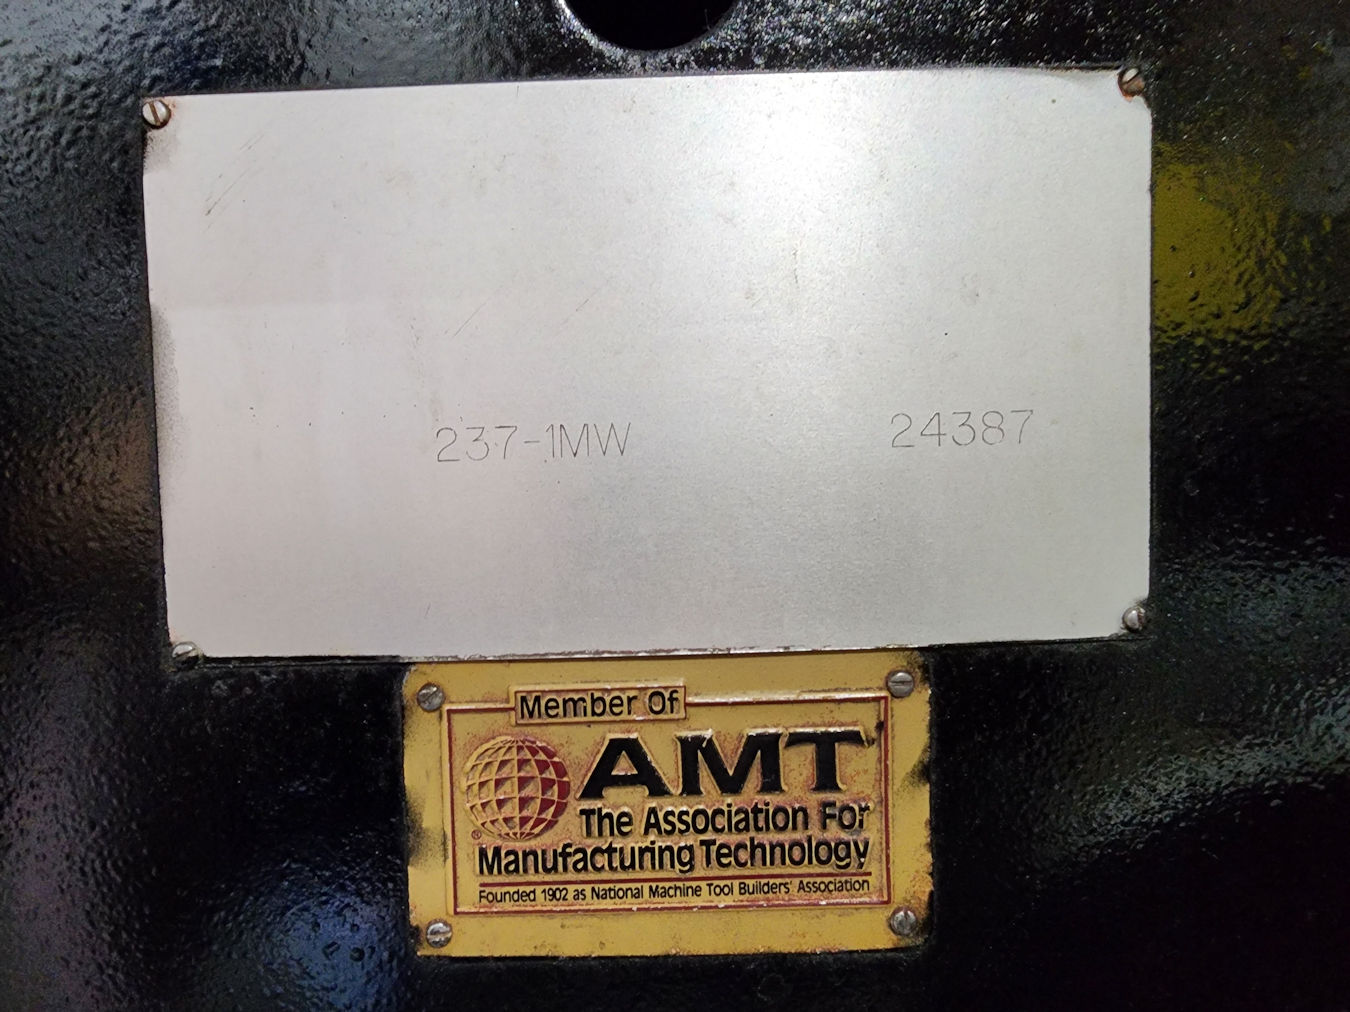 237-1MW 24387
Member Of
AMT
The Association For
Manufacturing Technology
®
Founded 1902 as National Machine Tool Builders' Association